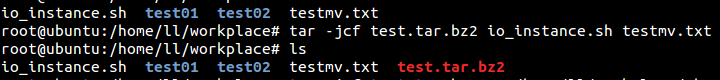 io_instance.sh test01 test02 testmv.txt
root@ubuntu:/home/ll/workplace# tar -jcf test.tar.bz2 io_instance.sh testmv.txt
root@ubuntu:/home/ll/workplace# ls
io_instance.sh test01 test02 testmv.txt test.tar.bz2